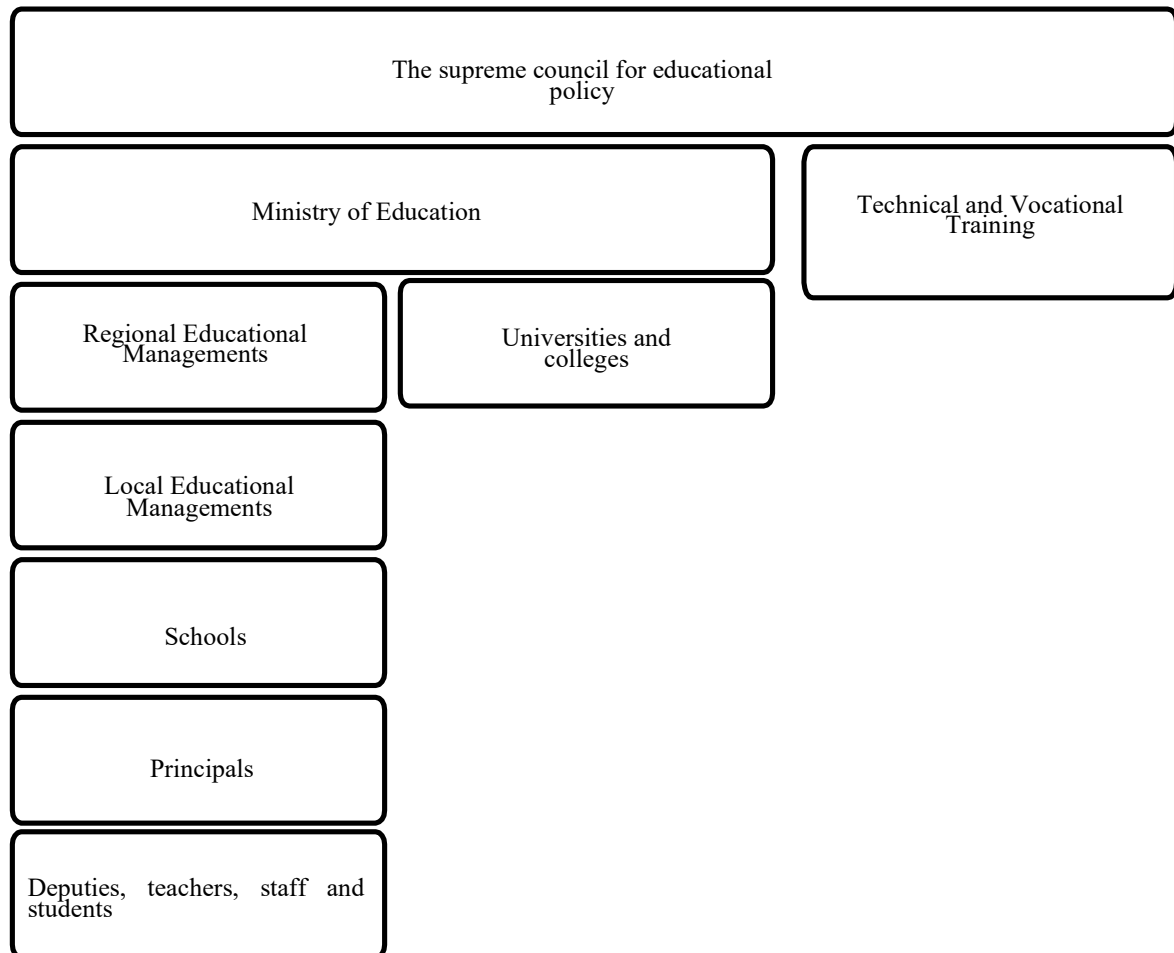 The supreme council for educational
policy
Ministry of Education
Technical and Vocational
Training
Regional Educational
Managements
Universities and
colleges
Local Educational
Managements
Schools
Principals
Deputies, teachers, staff and
students